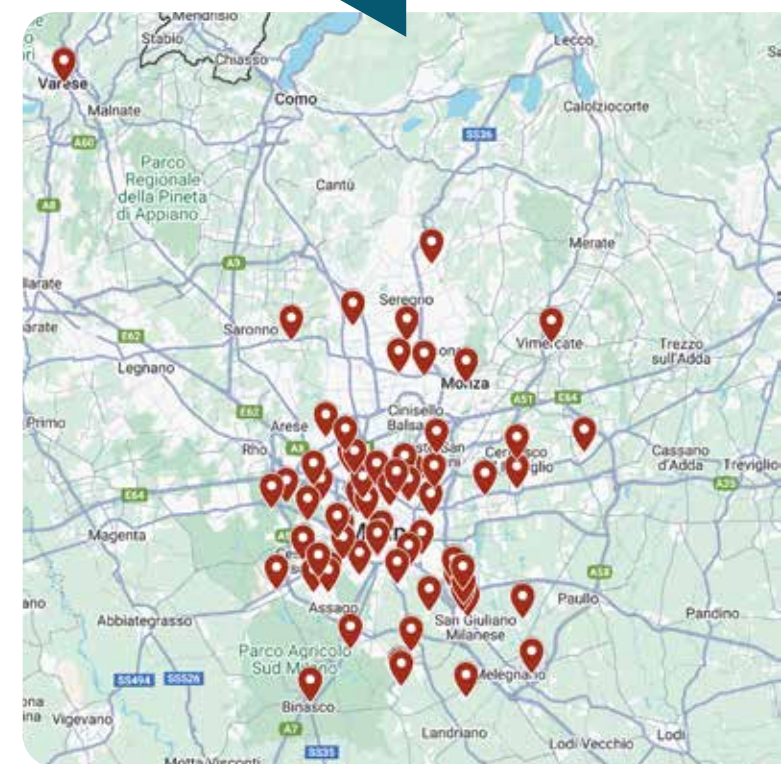 Mendrisio
Stabio
Chiasso
Lecco
Varese
Como
Malnate
Calolziocorte
SS36
A60
Parco
Regionale
della Pineta
di Appiano...
Cantù
A8
Merate
A9
Seregno
Saronno
E62
Vimercate
Trezzo
sull'Adda
Legnano
Monza
A51
E64
E62
Cinisello
Arese
Rho
Cassano
d'Adda
Treviglio
E64
Magenta
A58
Assago
Paullo
Abbiategrasso
San Giuliano
Milanese
Pandino
Parco Agricolo
Sud Milano
SS494
SS526
Melegnano
Binasco
Vigevano
A7
Landriano
Lodi
SS35
Lodi Vecchio
Motta Visconti